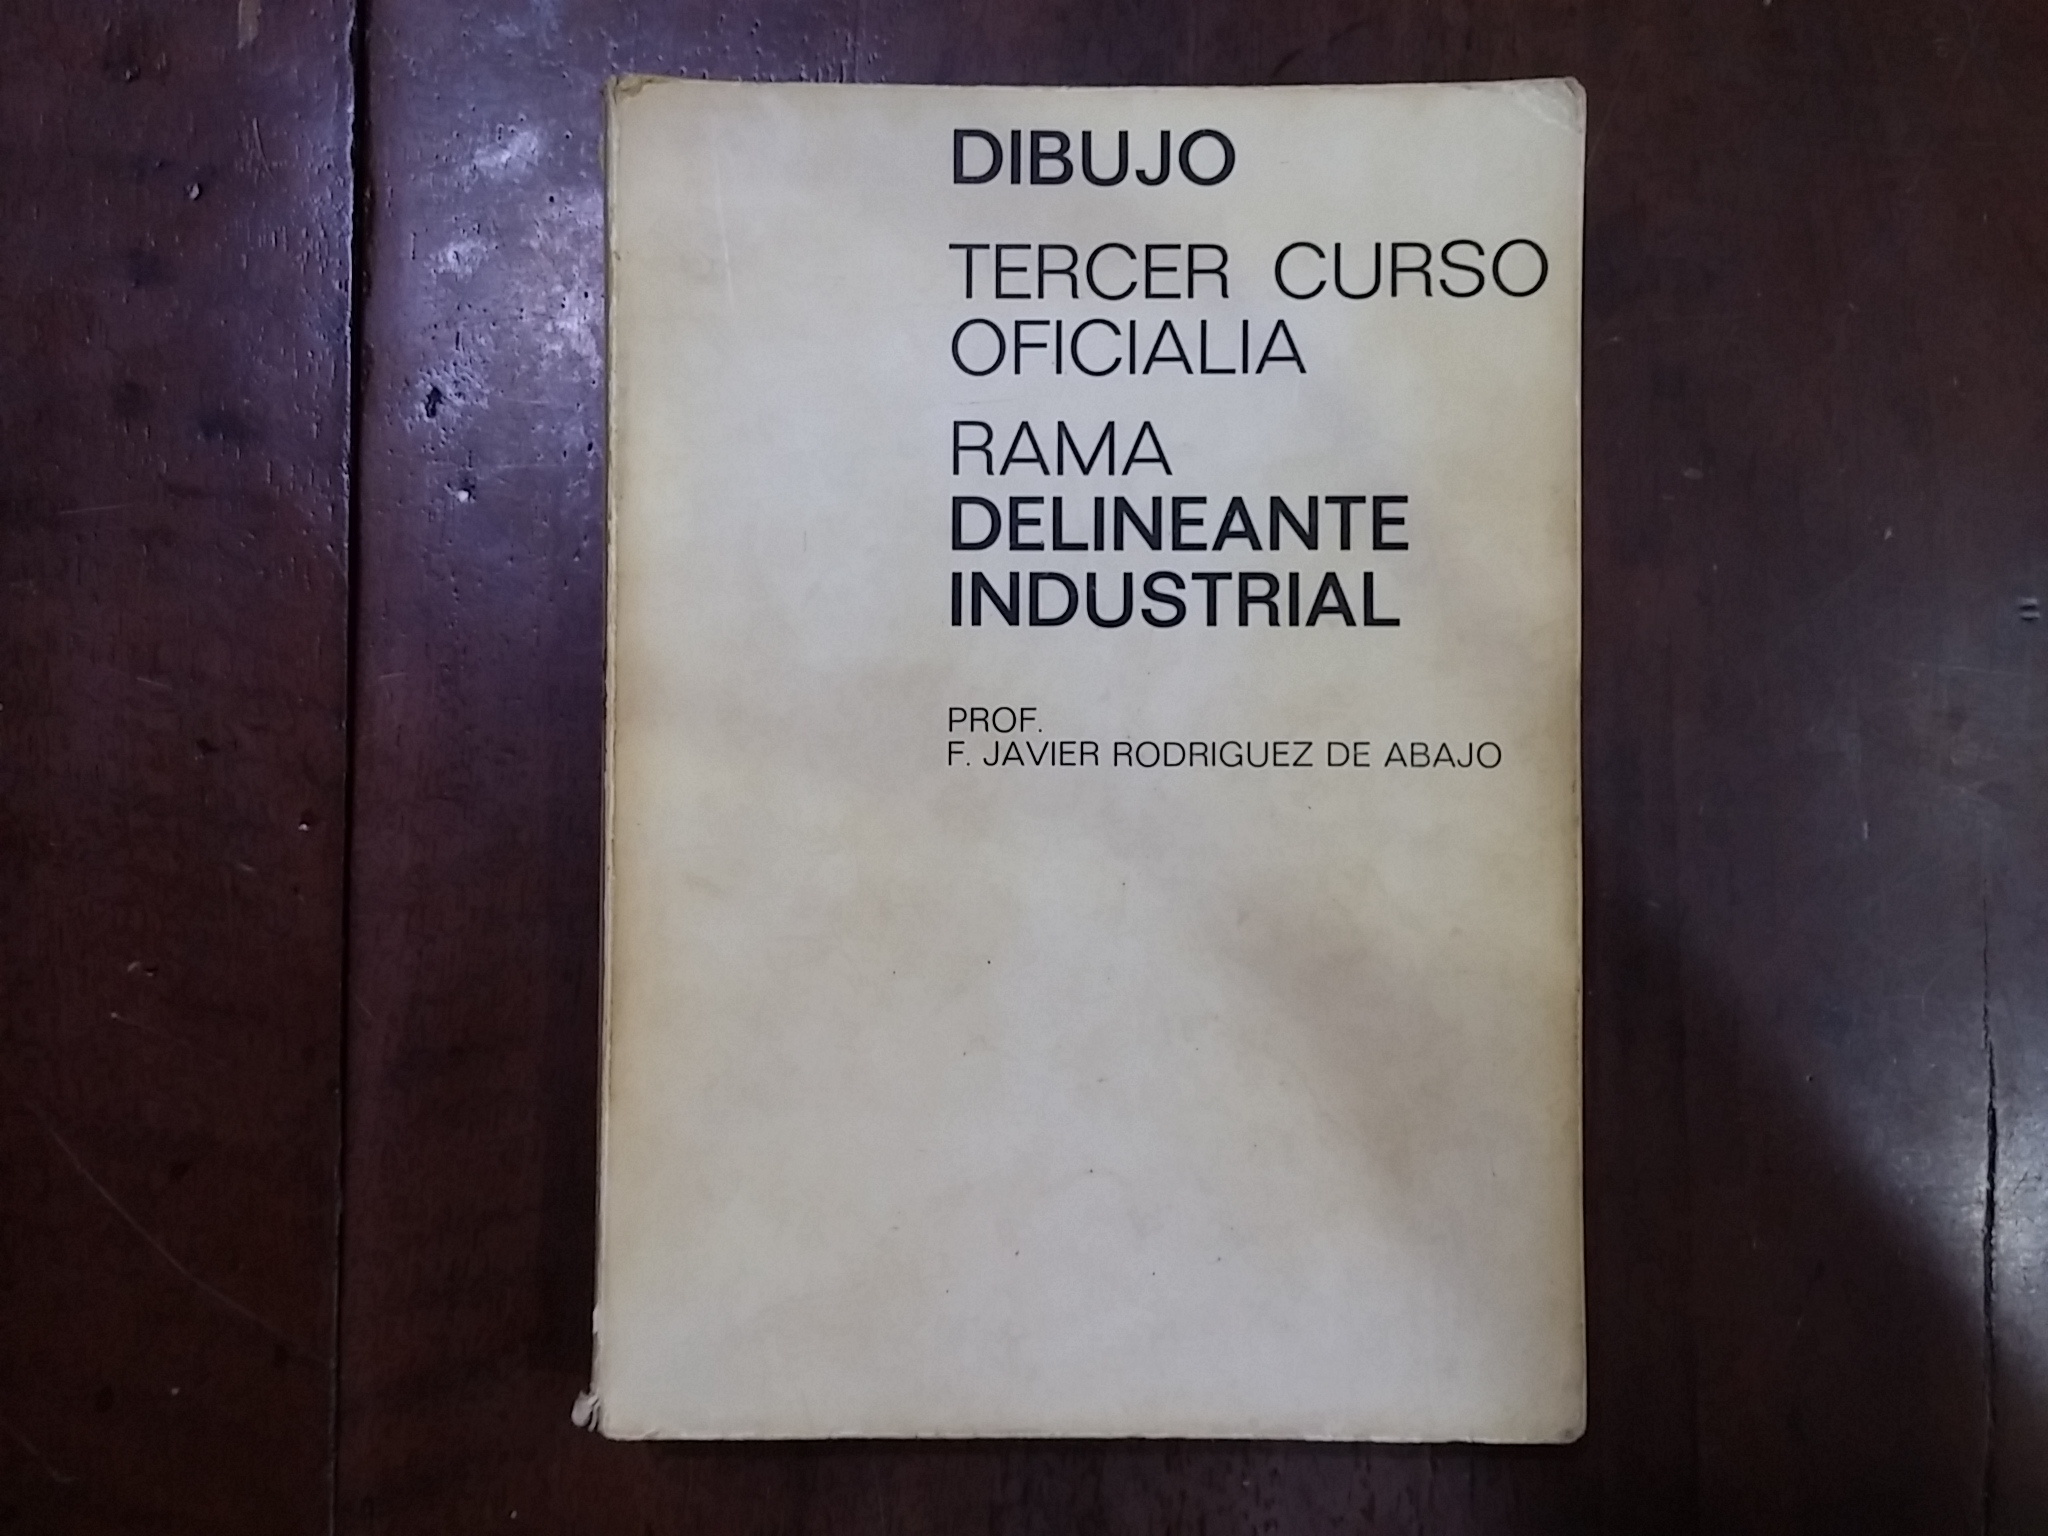 DIBUJO
TERCER CURSO
OFICIALIA
RAMA
DELINEANTE
INDUSTRIAL
PROF.
F. JAVIER RODRIGUEZ DE ABAJO